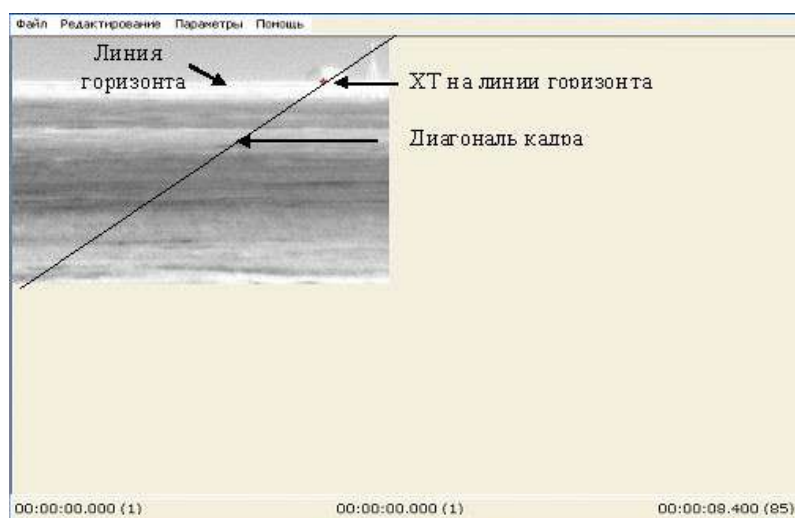 Файл Редактирование Параметры Помощь
Линия
горизонта
ХТ на линии горизонта
Диагональ кадра
00:00:00.000 (1) 00:00:00.000 (1) 00:00:08.400 (85)